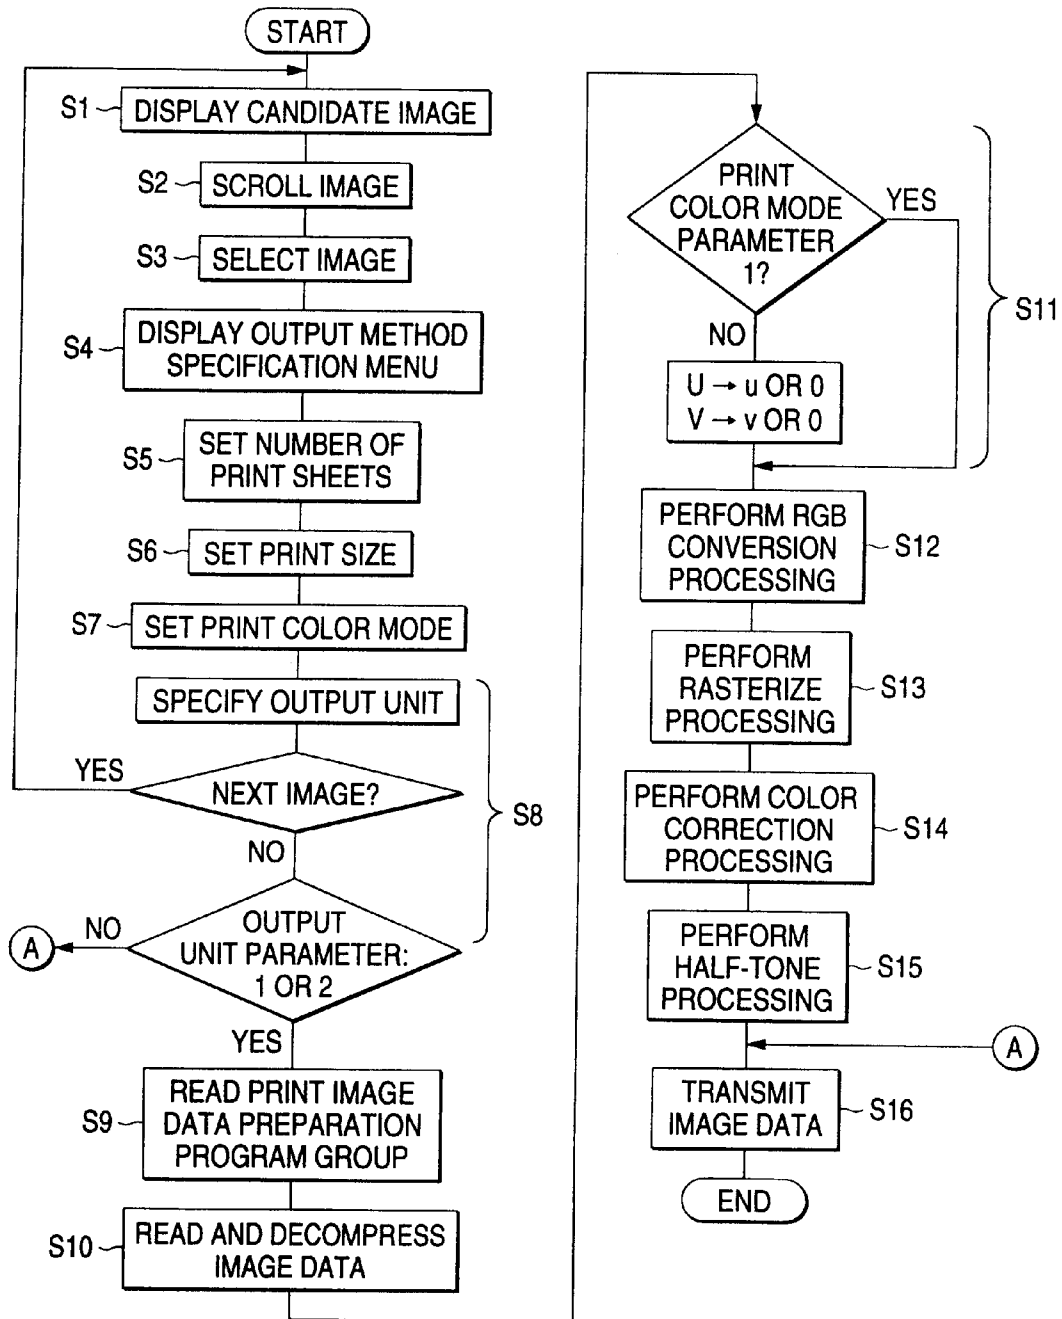 START
S1
DISPLAY CANDIDATE IMAGE
S2
SCROLL IMAGE
S3
SELECT IMAGE
S4
DISPLAY OUTPUT METHOD
SPECIFICATION MENU
S5
SET NUMBER OF
PRINT SHEETS
S6
SET PRINT SIZE
S7
SET PRINT COLOR MODE
SPECIFY OUTPUT UNIT
YES
NEXT IMAGE?
S8
NO
NO
A
OUTPUT
UNIT PARAMETER:
1 OR 2
YES
S9
READ PRINT IMAGE
DATA PREPARATION
PROGRAM GROUP
S10
READ AND DECOMPRESS
IMAGE DATA
PRINT
COLOR MODE
PARAMETER
1?
YES
S11
NO
U → u OR 0
V → v OR 0
PERFORM RGB
CONVERSION
PROCESSING
S12
PERFORM
RASTERIZE
PROCESSING
S13
PERFORM COLOR
CORRECTION
PROCESSING
S14
PERFORM
HALF-TONE
PROCESSING
S15
A
TRANSMIT
IMAGE DATA
S16
END